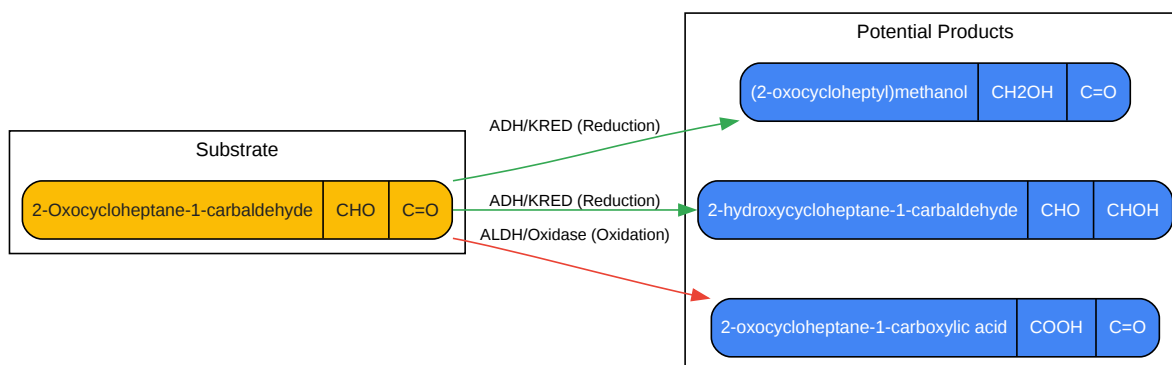 Potential Products
(2-oxocycloheptyl)methanol CH2OH C=O
ADH/KRED (Reduction)
Substrate
2-Oxocycloheptane-1-carbaldehyde CHO C=O
ADH/KRED (Reduction)
2-hydroxycycloheptane-1-carbaldehyde CHO CHOH
ALDH/Oxidase (Oxidation)
2-oxocycloheptane-1-carboxylic acid COOH C=O